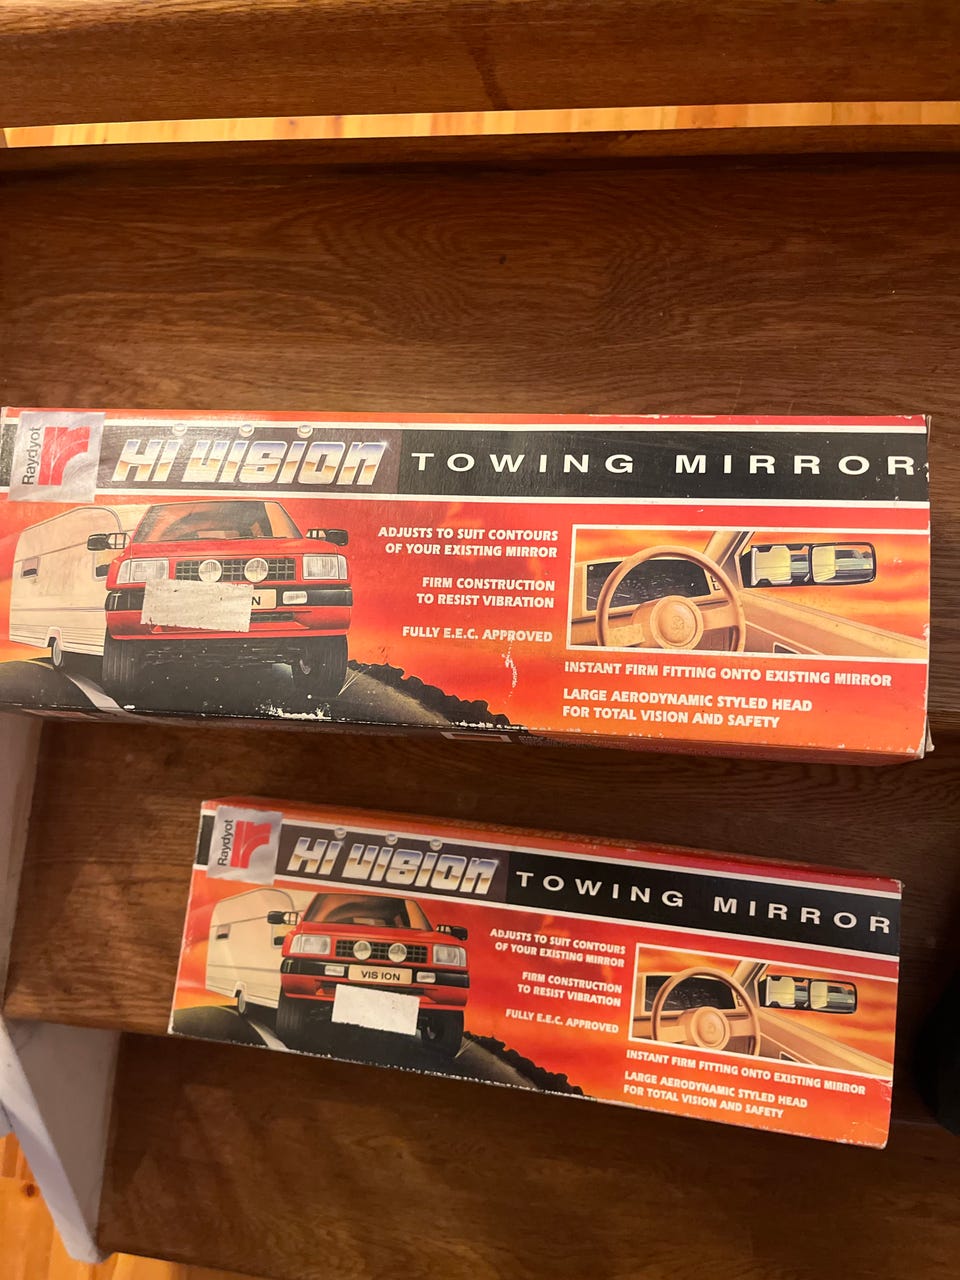 Raydyot
Hi Vision TOWING MIRROR
ADJUSTS TO SUIT CONTOURS
OF YOUR EXISTING MIRROR
FIRM CONSTRUCTION
TO RESIST VIBRATION
FULLY E.E.C. APPROVED
N
INSTANT FIRM FITTING ONTO EXISTING MIRROR
LARGE AERODYNAMIC STYLED HEAD
FOR TOTAL VISION AND SAFETY
Raydyot
Hi Vision TOWING MIRROR
ADJUSTS TO SUIT CONTOURS
OF YOUR EXISTING MIRROR
FIRM CONSTRUCTION
TO RESIST VIBRATION
FULLY E.E.C. APPROVED
VISION
INSTANT FIRM FITTING ONTO EXISTING MIRROR
LARGE AERODYNAMIC STYLED HEAD
FOR TOTAL VISION AND SAFETY